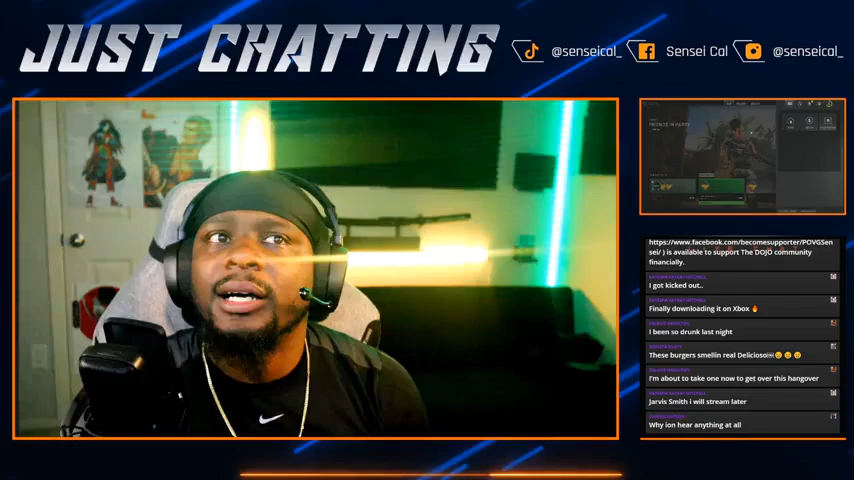 JUST CHATTING
@senseical_
Sensei Cal
@senseical_
https://www.facebook.com/becomesupporter/POVGSen
sei/ ) is available to support The DOJO community
financially.
I got kicked out..
Finally downloading it on Xbox 🔥
I been so drunk last night
These burgers smellin real Delicioso
I'm about to take one now to get over this hangover
Jarvis Smith i will stream later
Why ion hear anything at all